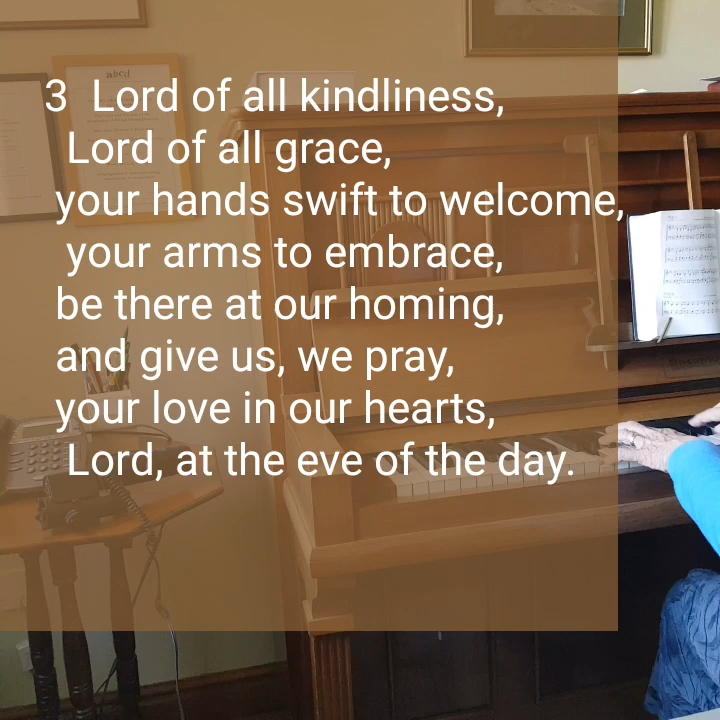 abcd
3 Lord of all kindliness,
Lord of all grace,
your hands swift to welcome,
your arms to embrace,
be there at our homing,
and give us, we pray,
your love in our hearts,
Lord, at the eve of the day.